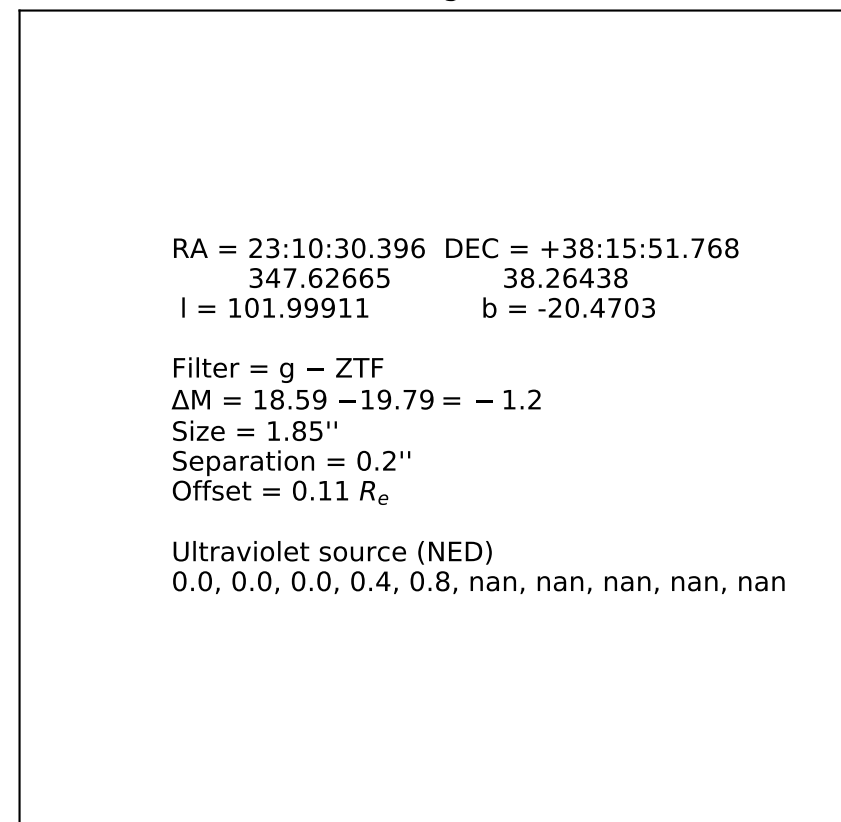 RA = 23:10:30.396 DEC = +38:15:51.768
347.62665 38.26438
l = 101.99911 b = -20.4703
Filter = g − ZTF
ΔM = 18.59 −19.79 = − 1.2
Size = 1.85''
Separation = 0.2''
Offset = 0.11 Rₑ
Ultraviolet source (NED)
0.0, 0.0, 0.0, 0.4, 0.8, nan, nan, nan, nan, nan